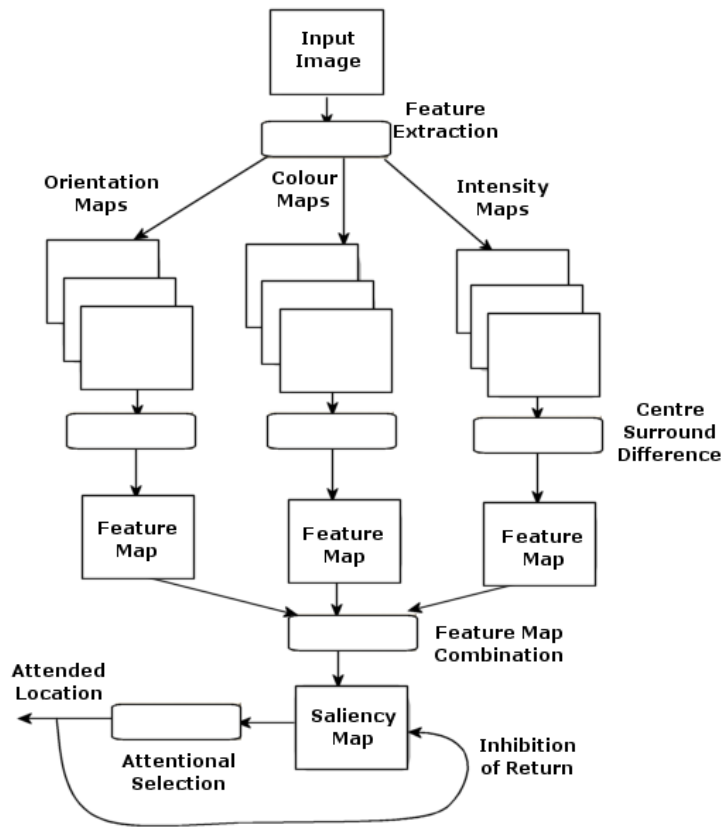 Input
Image
Feature
Extraction
Orientation
Maps
Colour
Maps
Intensity
Maps
Centre
Surround
Difference
Feature
Map
Feature
Map
Feature
Map
Feature Map
Combination
Attended
Location
Saliency
Map
Attentional
Selection
Inhibition
of Return